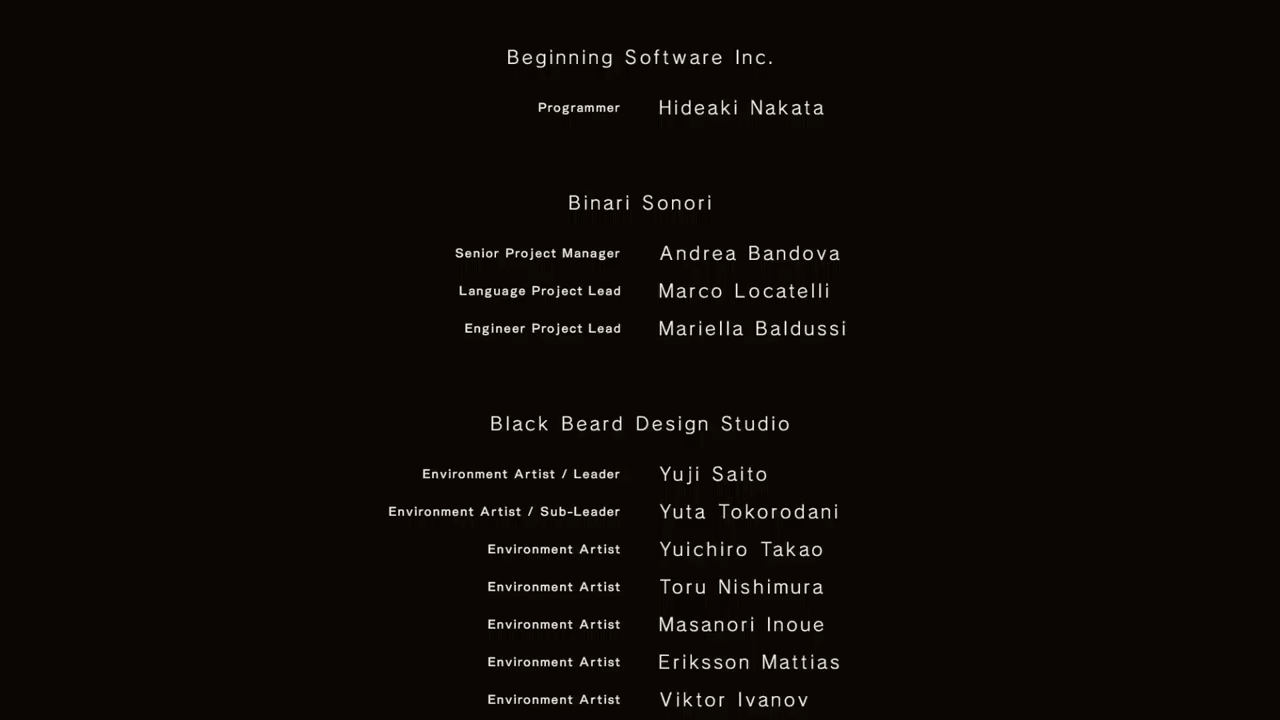 Beginning Software Inc.
Programmer Hideaki Nakata
Binari Sonori
Senior Project Manager Andrea Bandova
Language Project Lead Marco Locatelli
Engineer Project Lead Mariella Baldussi
Black Beard Design Studio
Environment Artist / Leader Yuji Saito
Environment Artist / Sub-Leader Yuta Tokorodani
Environment Artist Yuichiro Takao
Environment Artist Toru Nishimura
Environment Artist Masanori Inoue
Environment Artist Eriksson Mattias
Environment Artist Viktor Ivanov